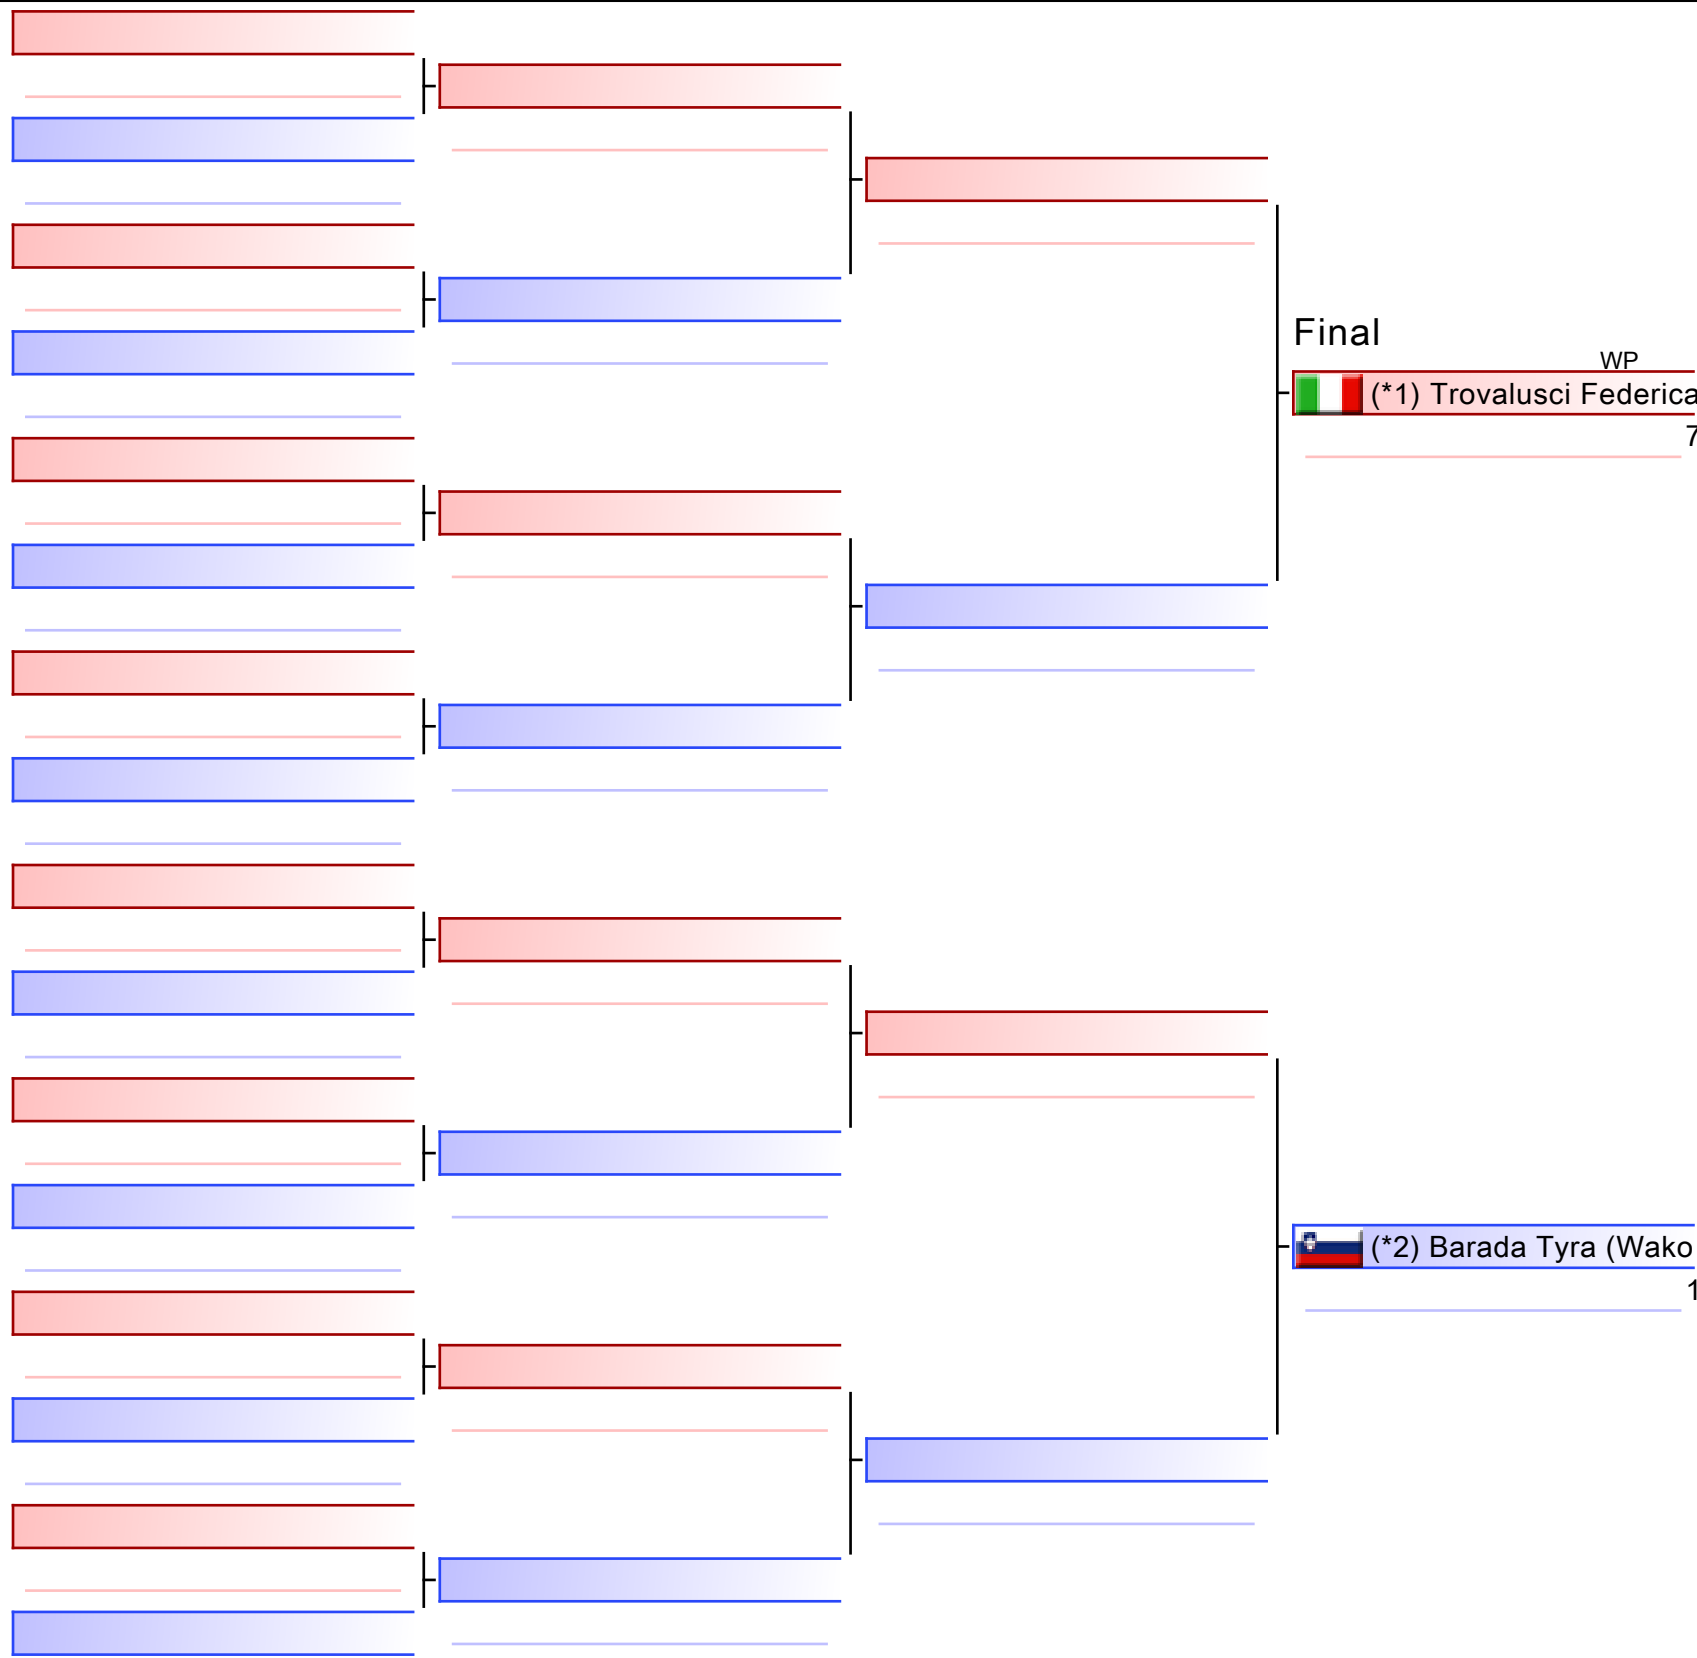 Final
WP
(*1) Trovalusci Federica
7
(*2) Barada Tyra (Wako
1